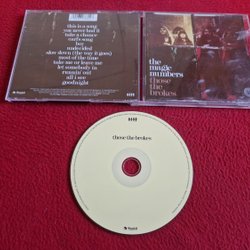 this is a song
you never had it
take a chance
carl's song
boy
undecided
slow down (the way it goes)
most of the time
take me or leave me
let somebody in
runnin' out
all i see
goodnight
the
magic
numbers
those
the
brokes
those the brokes